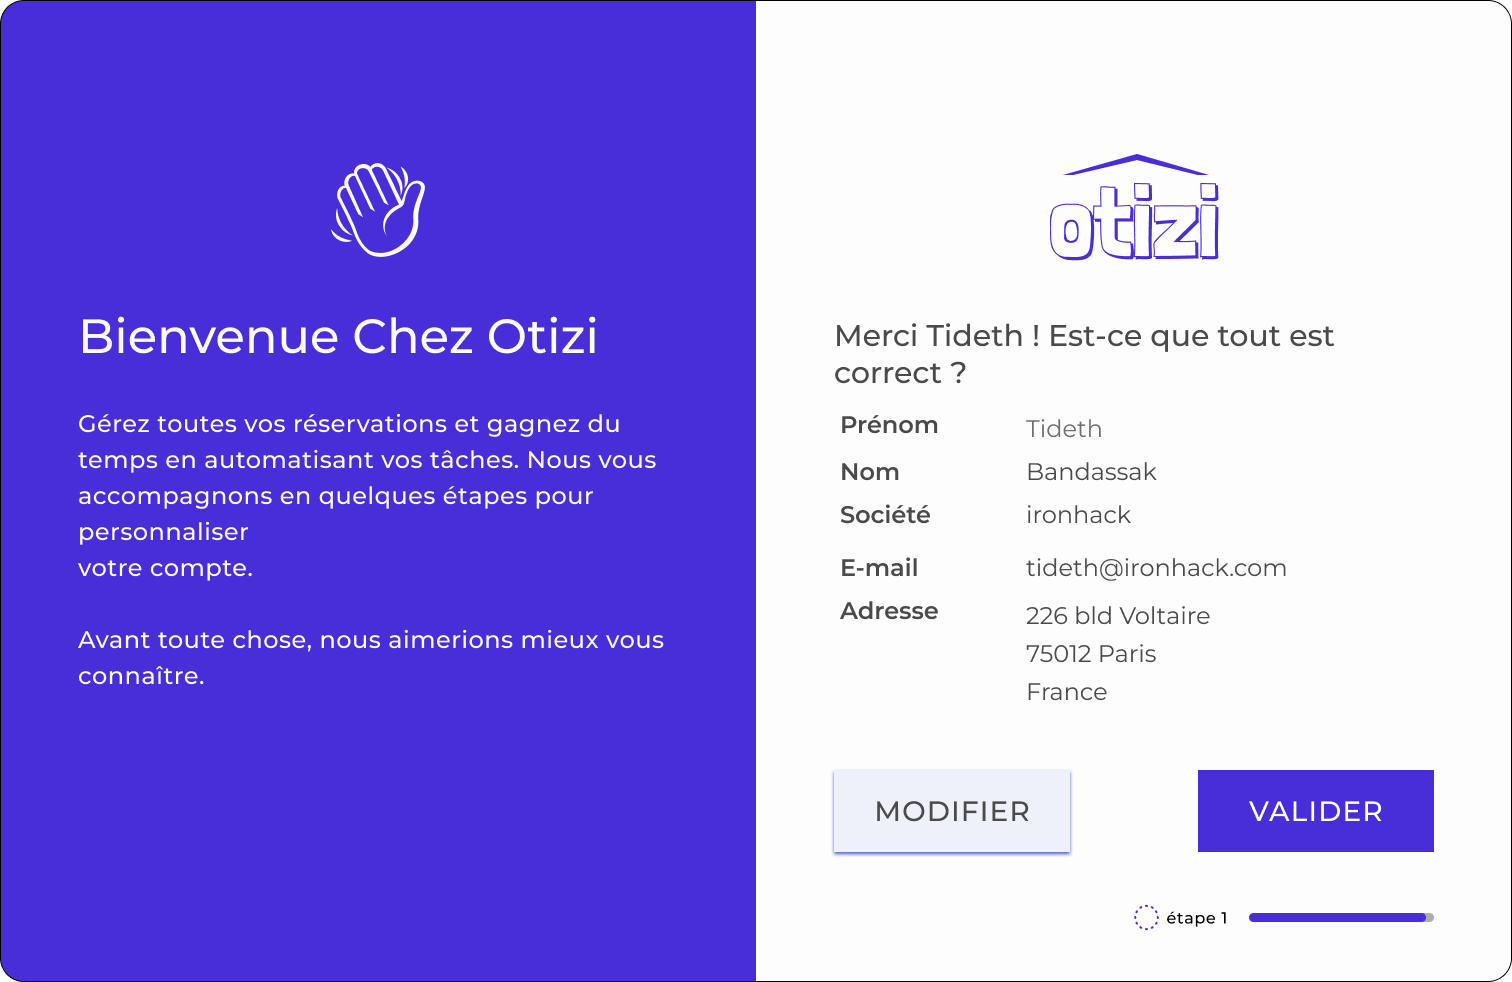 Bienvenue Chez Otizi
Gérez toutes vos réservations et gagnez du
temps en automatisant vos tâches. Nous vous
accompagnons en quelques étapes pour
personnaliser
votre compte.
Avant toute chose, nous aimerions mieux vous
connaître.
otizi
Merci Tideth ! Est-ce que tout est
correct ?
Prénom Tideth
Nom Bandassak
Société ironhack
E-mail tideth@ironhack.com
Adresse 226 bld Voltaire
75012 Paris
France
MODIFIER VALIDER
étape 1